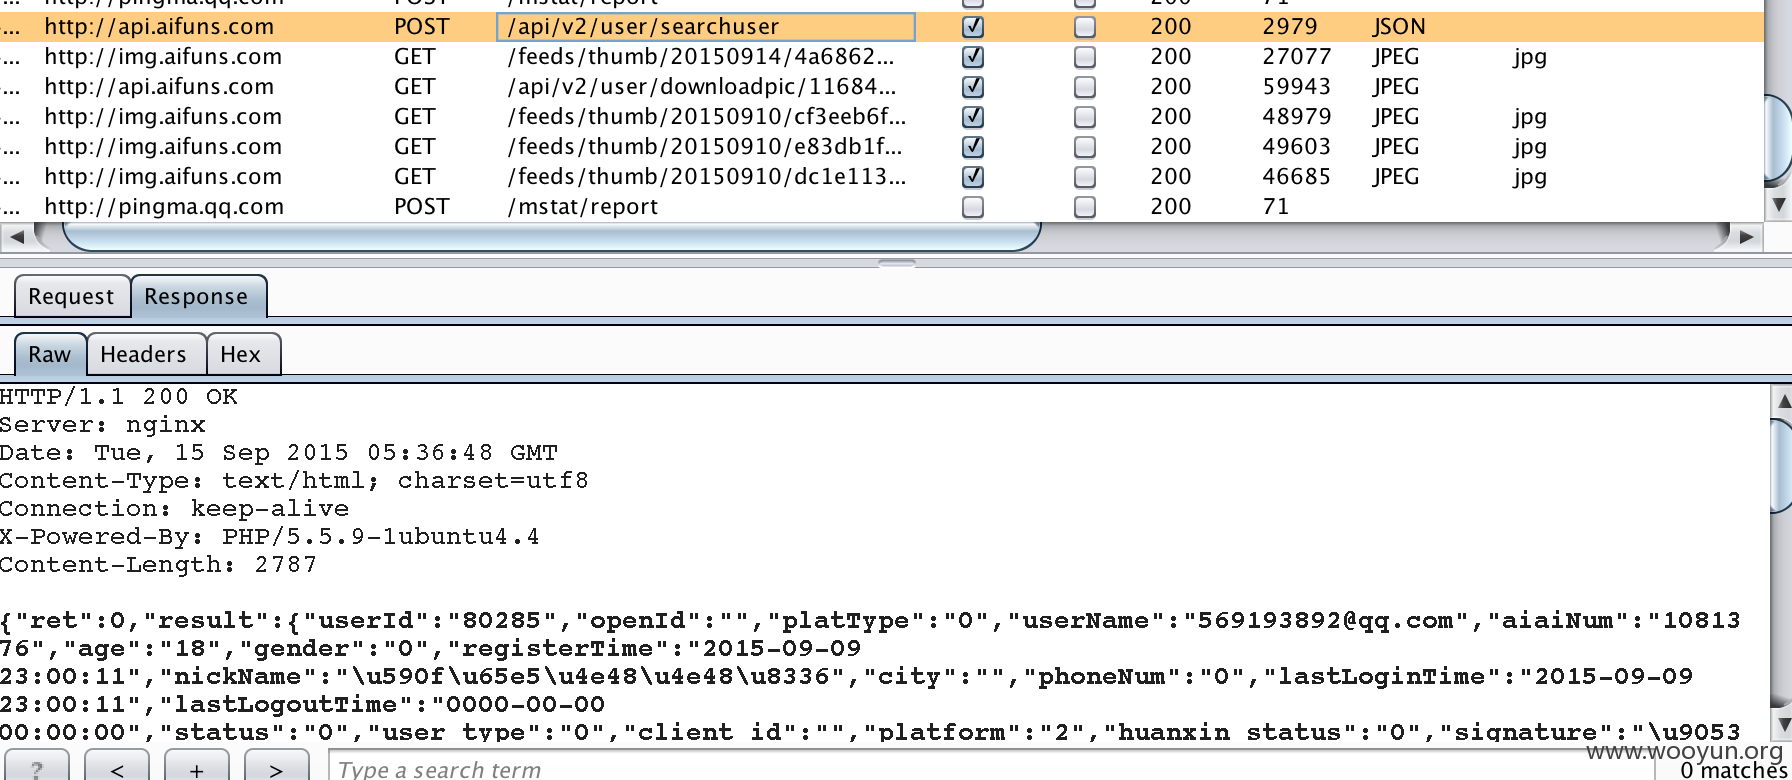 http://pingma.qq.com POST /mstat/report 200 71
... http://api.aifuns.com POST /api/v2/user/searchuser 200 2979 JSON
... http://img.aifuns.com GET /feeds/thumb/20150914/4a6862... 200 27077 JPEG jpg
... http://api.aifuns.com GET /api/v2/user/downloadpic/11684... 200 59943 JPEG
... http://img.aifuns.com GET /feeds/thumb/20150910/cf3eeb6f... 200 48979 JPEG jpg
... http://img.aifuns.com GET /feeds/thumb/20150910/e83db1f... 200 49603 JPEG jpg
... http://img.aifuns.com GET /feeds/thumb/20150910/dc1e113... 200 46685 JPEG jpg
... http://pingma.qq.com POST /mstat/report 200 71
Request Response
Raw Headers Hex
HTTP/1.1 200 OK
Server: nginx
Date: Tue, 15 Sep 2015 05:36:48 GMT
Content-Type: text/html; charset=utf8
Connection: keep-alive
X-Powered-By: PHP/5.5.9-1ubuntu4.4
Content-Length: 2787
{"ret":0,"result":{"userId":"80285","openId":"","platType":"0","userName":"569193892@qq.com","aiaiNum":"10813
76","age":"18","gender":"0","registerTime":"2015-09-09
23:00:11","nickName":"\u590f\u65e5\u4e48\u4e48\u8336","city":"","phoneNum":"0","lastLoginTime":"2015-09-09
23:00:11","lastLogoutTime":"0000-00-00
00:00:00","status":"0","user_type":"0","client_id":"","platform":"2","huanxin_status":"0","signature":"\u9053
www.wooyun.org
? < + > Type a search term 0 matches